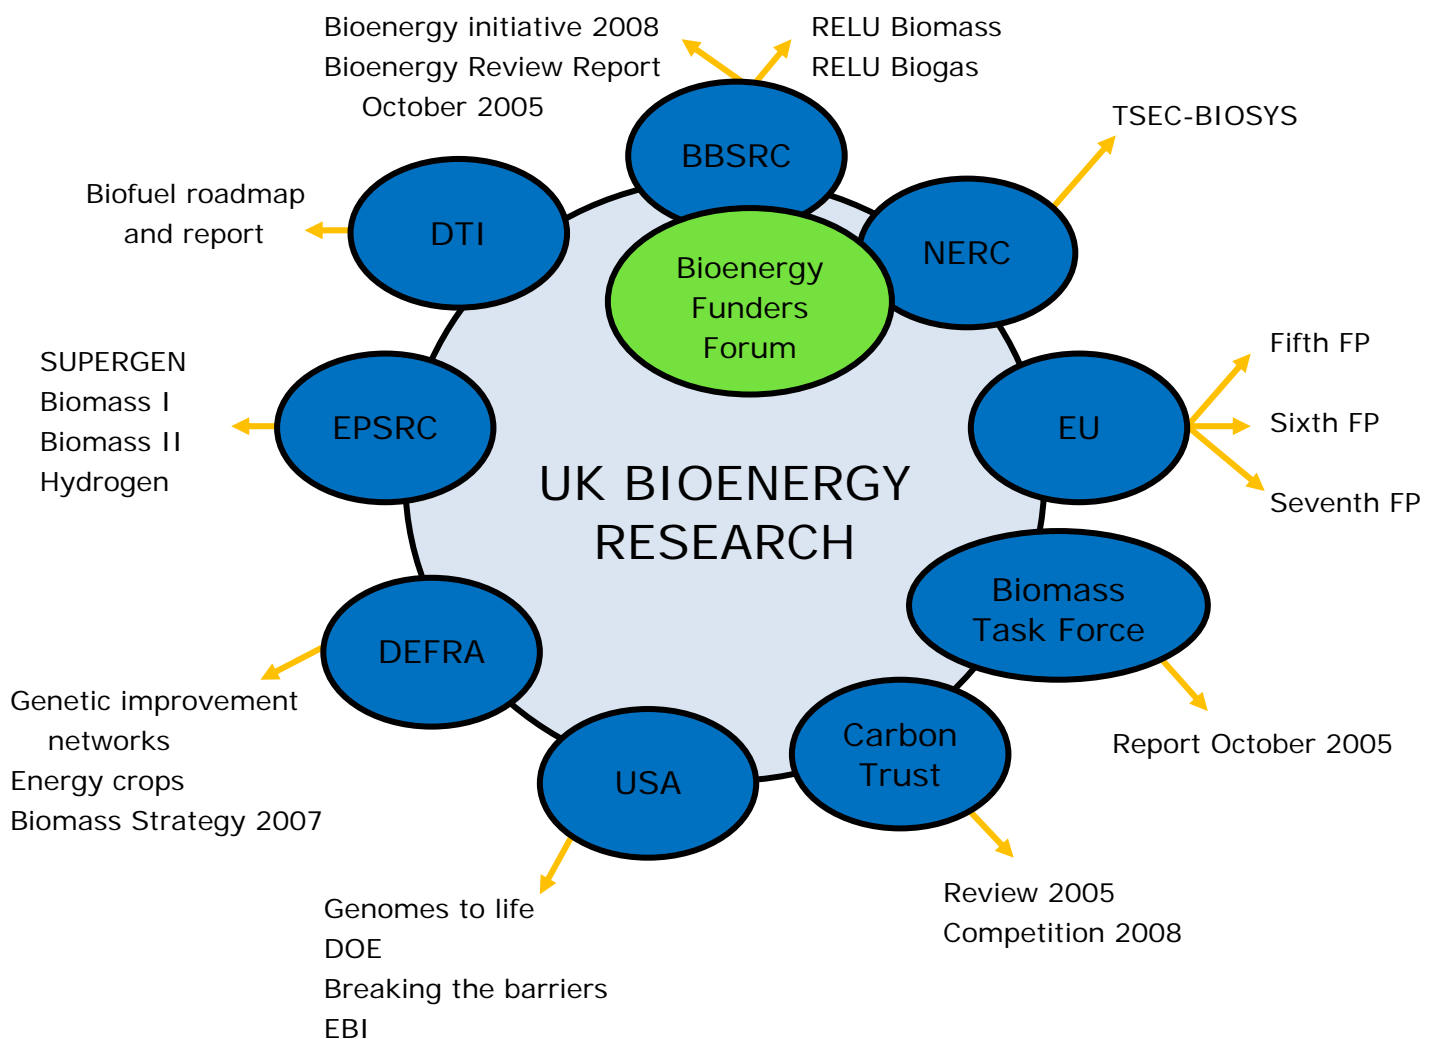 Bioenergy initiative 2008
Bioenergy Review Report
October 2005
RELU Biomass
RELU Biogas
TSEC-BIOSYS
BBSRC
Biofuel roadmap
and report
DTI
NERC
Bioenergy
Funders
Forum
Fifth FP
Sixth FP
Seventh FP
SUPERGEN
Biomass I
Biomass II
Hydrogen
EPSRC
EU
UK BIOENERGY
RESEARCH
Biomass
Task Force
DEFRA
Genetic improvement
networks
Energy crops
Biomass Strategy 2007
Report October 2005
Carbon
Trust
USA
Review 2005
Competition 2008
Genomes to life
DOE
Breaking the barriers
EBI